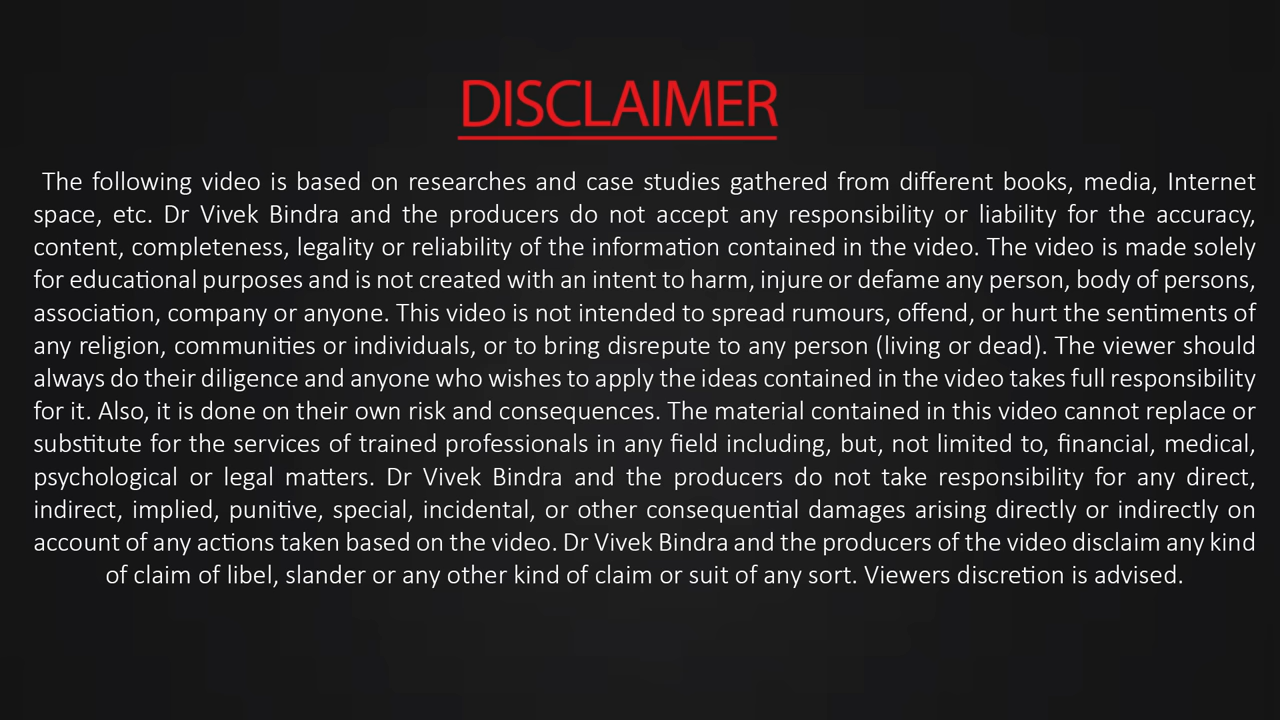 DISCLAIMER
The following video is based on researches and case studies gathered from different books, media, Internet
space, etc. Dr Vivek Bindra and the producers do not accept any responsibility or liability for the accuracy,
content, completeness, legality or reliability of the information contained in the video. The video is made solely
for educational purposes and is not created with an intent to harm, injure or defame any person, body of persons,
association, company or anyone. This video is not intended to spread rumours, offend, or hurt the sentiments of
any religion, communities or individuals, or to bring disrepute to any person (living or dead). The viewer should
always do their diligence and anyone who wishes to apply the ideas contained in the video takes full responsibility
for it. Also, it is done on their own risk and consequences. The material contained in this video cannot replace or
substitute for the services of trained professionals in any field including, but, not limited to, financial, medical,
psychological or legal matters. Dr Vivek Bindra and the producers do not take responsibility for any direct,
indirect, implied, punitive, special, incidental, or other consequential damages arising directly or indirectly on
account of any actions taken based on the video. Dr Vivek Bindra and the producers of the video disclaim any kind
of claim of libel, slander or any other kind of claim or suit of any sort. Viewers discretion is advised.